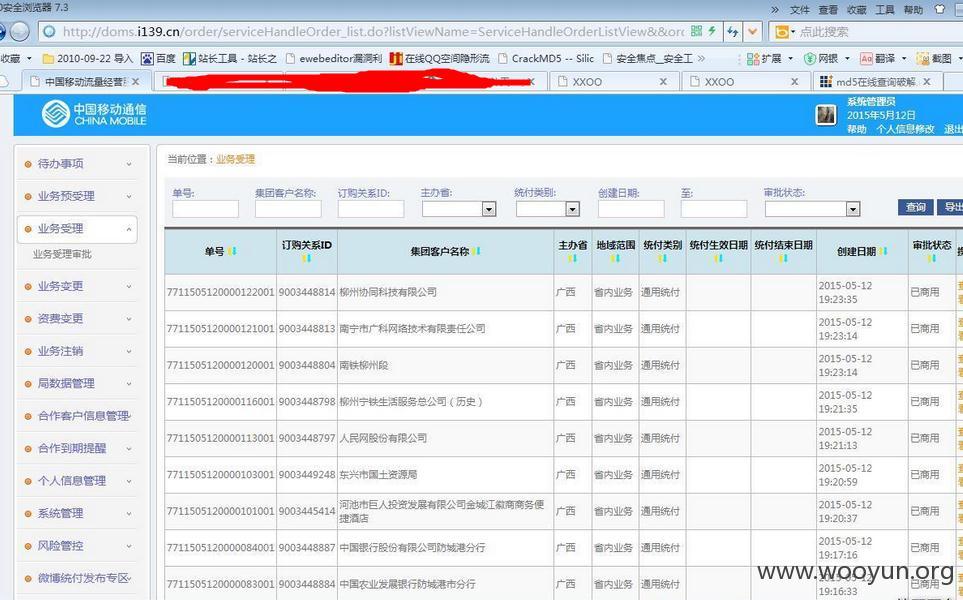 安全浏览器 7.3
» 文件 查看 收藏 工具 帮助
http://doms.i139.cn/order/serviceHandleOrder_list.do?listViewName=ServiceHandleOrderListView&&ord
点此搜索
收藏 2010-09-22 导入 百度 站长工具 - 站长之 ewebeditor漏洞利 在线QQ空间隐形流 CrackMD5 -- Silic 安全焦点_安全工 » 扩展 网银 翻译 截图
中国移动流量经营 XXOO XXOO md5在线查询破解
中国移动通信
CHINA MOBILE
系统管理员
2015年5月12日
帮助 个人信息修改 退出
当前位置：业务受理
待办事项
业务预受理
业务受理
业务受理审批
业务变更
资费变更
业务注销
局数据管理
合作客户信息管理
合作到期提醒
个人信息管理
系统管理
风险管控
微博统付发布专区
单号: 集团客户名称: 订购关系ID: 主办省: 统付类别: 创建日期: 至: 审批状态:
查询 导出
单号 订购关系ID 集团客户名称 主办省 地域范围 统付类别 统付生效日期 统付结束日期 创建日期 审批状态
7711505120000122001 9003448814 柳州协同科技有限公司 广西 省内业务 通用统付 2015-05-12 19:23:35 已商用
7711505120000121001 9003448813 南宁市广科网络技术有限责任公司 广西 省内业务 通用统付 2015-05-12 19:23:14 已商用
7711505120000120001 9003448804 南铁柳州段 广西 省内业务 通用统付 2015-05-12 19:23:14 已商用
7711505120000116001 9003448798 柳州宁铁生活服务总公司（历史） 广西 省内业务 通用统付 2015-05-12 19:21:35 已商用
7711505120000113001 9003448797 人民网股份有限公司 广西 省内业务 通用统付 2015-05-12 19:21:13 已商用
7711505120000103001 9003449248 东兴市国土资源局 广西 省内业务 通用统付 2015-05-12 19:20:59 已商用
7711505120000101001 9003445414 河池市巨人投资发展有限公司金城江徽商商务便捷酒店 广西 省内业务 通用统付 2015-05-12 19:20:37 已商用
7711505120000084001 9003448887 中国银行股份有限公司防城港分行 广西 省内业务 通用统付 2015-05-12 19:17:16 已商用
7711505120000083001 9003448884 中国农业发展银行防城港市分行 广西 省内业务 通用统付 2015-05-12 19:16:33 已商用
www.wooyun.org